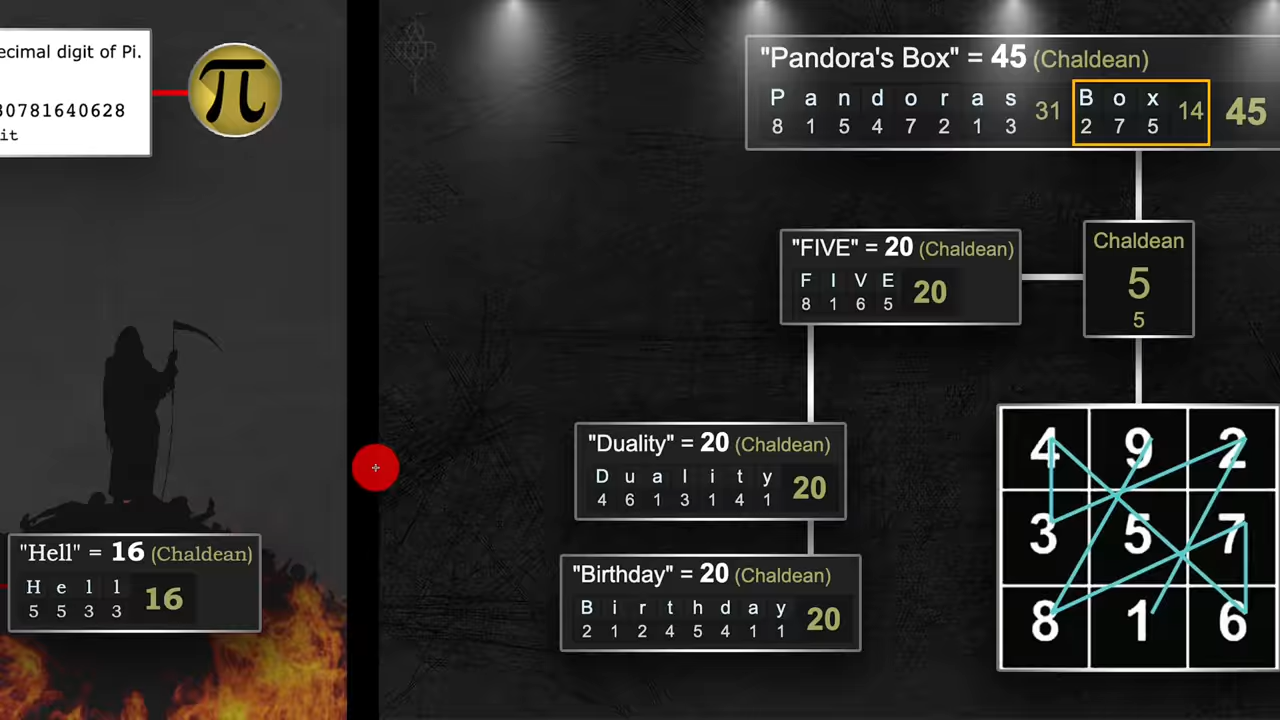 ecimal digit of Pi.
30781640628
it
π
"Pandora's Box" = 45 (Chaldean)
P a n d o r a s 31 B o x 14 45
8 1 5 4 7 2 1 3 2 7 5
"FIVE" = 20 (Chaldean)
F I V E 20
8 1 6 5
Chaldean
5
5
"Duality" = 20 (Chaldean)
D u a l i t y 20
4 6 1 3 1 4 1
"Birthday" = 20 (Chaldean)
B i r t h d a y 20
2 1 2 4 5 4 1 1
"Hell" = 16 (Chaldean)
H e l l 16
5 5 3 3
4 9 2
3 5 7
8 1 6